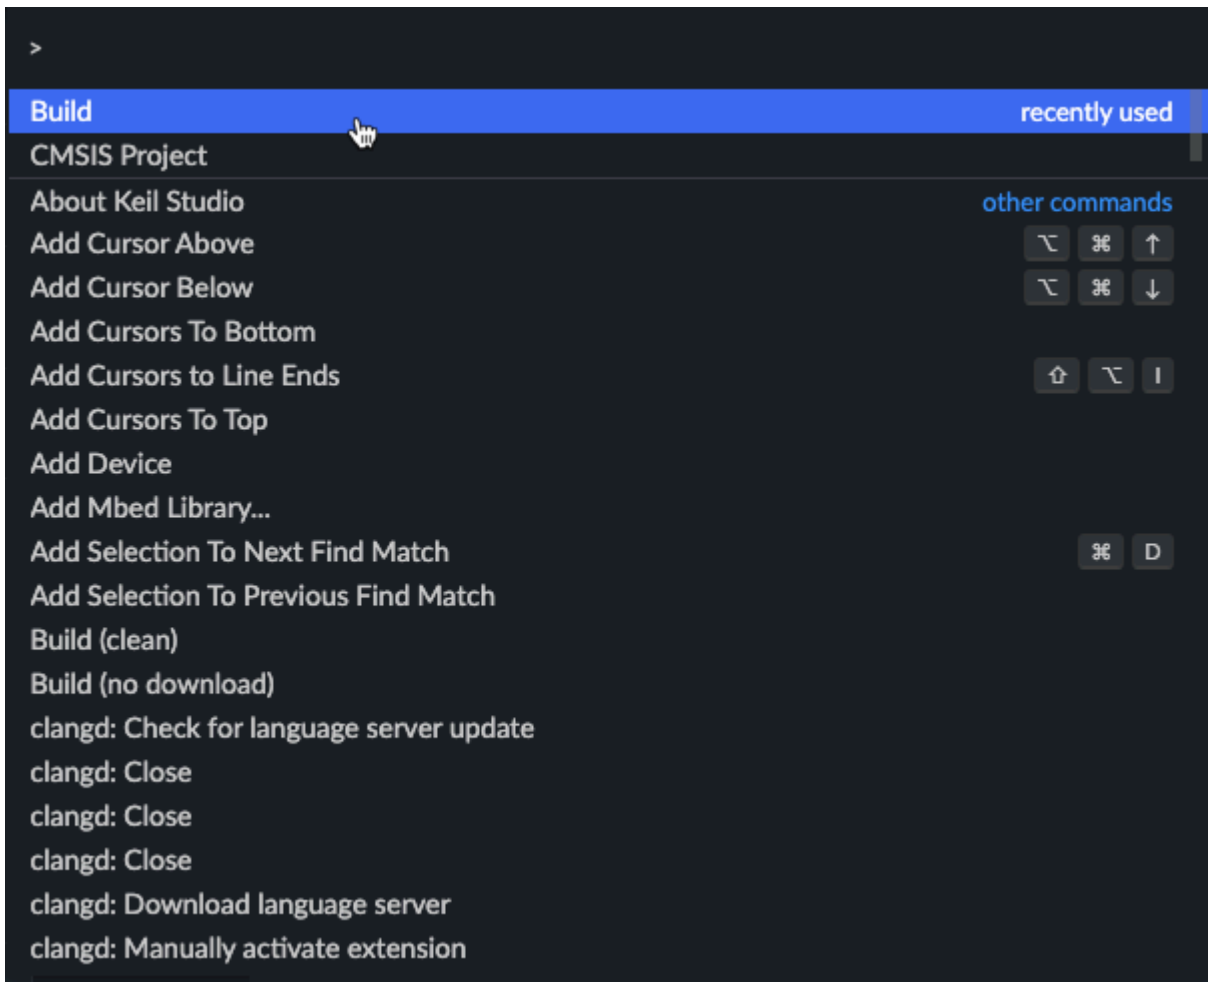 >
Build recently used
CMSIS Project
About Keil Studio other commands
Add Cursor Above ⌥ ⌘ ↑
Add Cursor Below ⌥ ⌘ ↓
Add Cursors To Bottom
Add Cursors to Line Ends ⇧ ⌥ I
Add Cursors To Top
Add Device
Add Mbed Library...
Add Selection To Next Find Match ⌘ D
Add Selection To Previous Find Match
Build (clean)
Build (no download)
clangd: Check for language server update
clangd: Close
clangd: Close
clangd: Close
clangd: Download language server
clangd: Manually activate extension